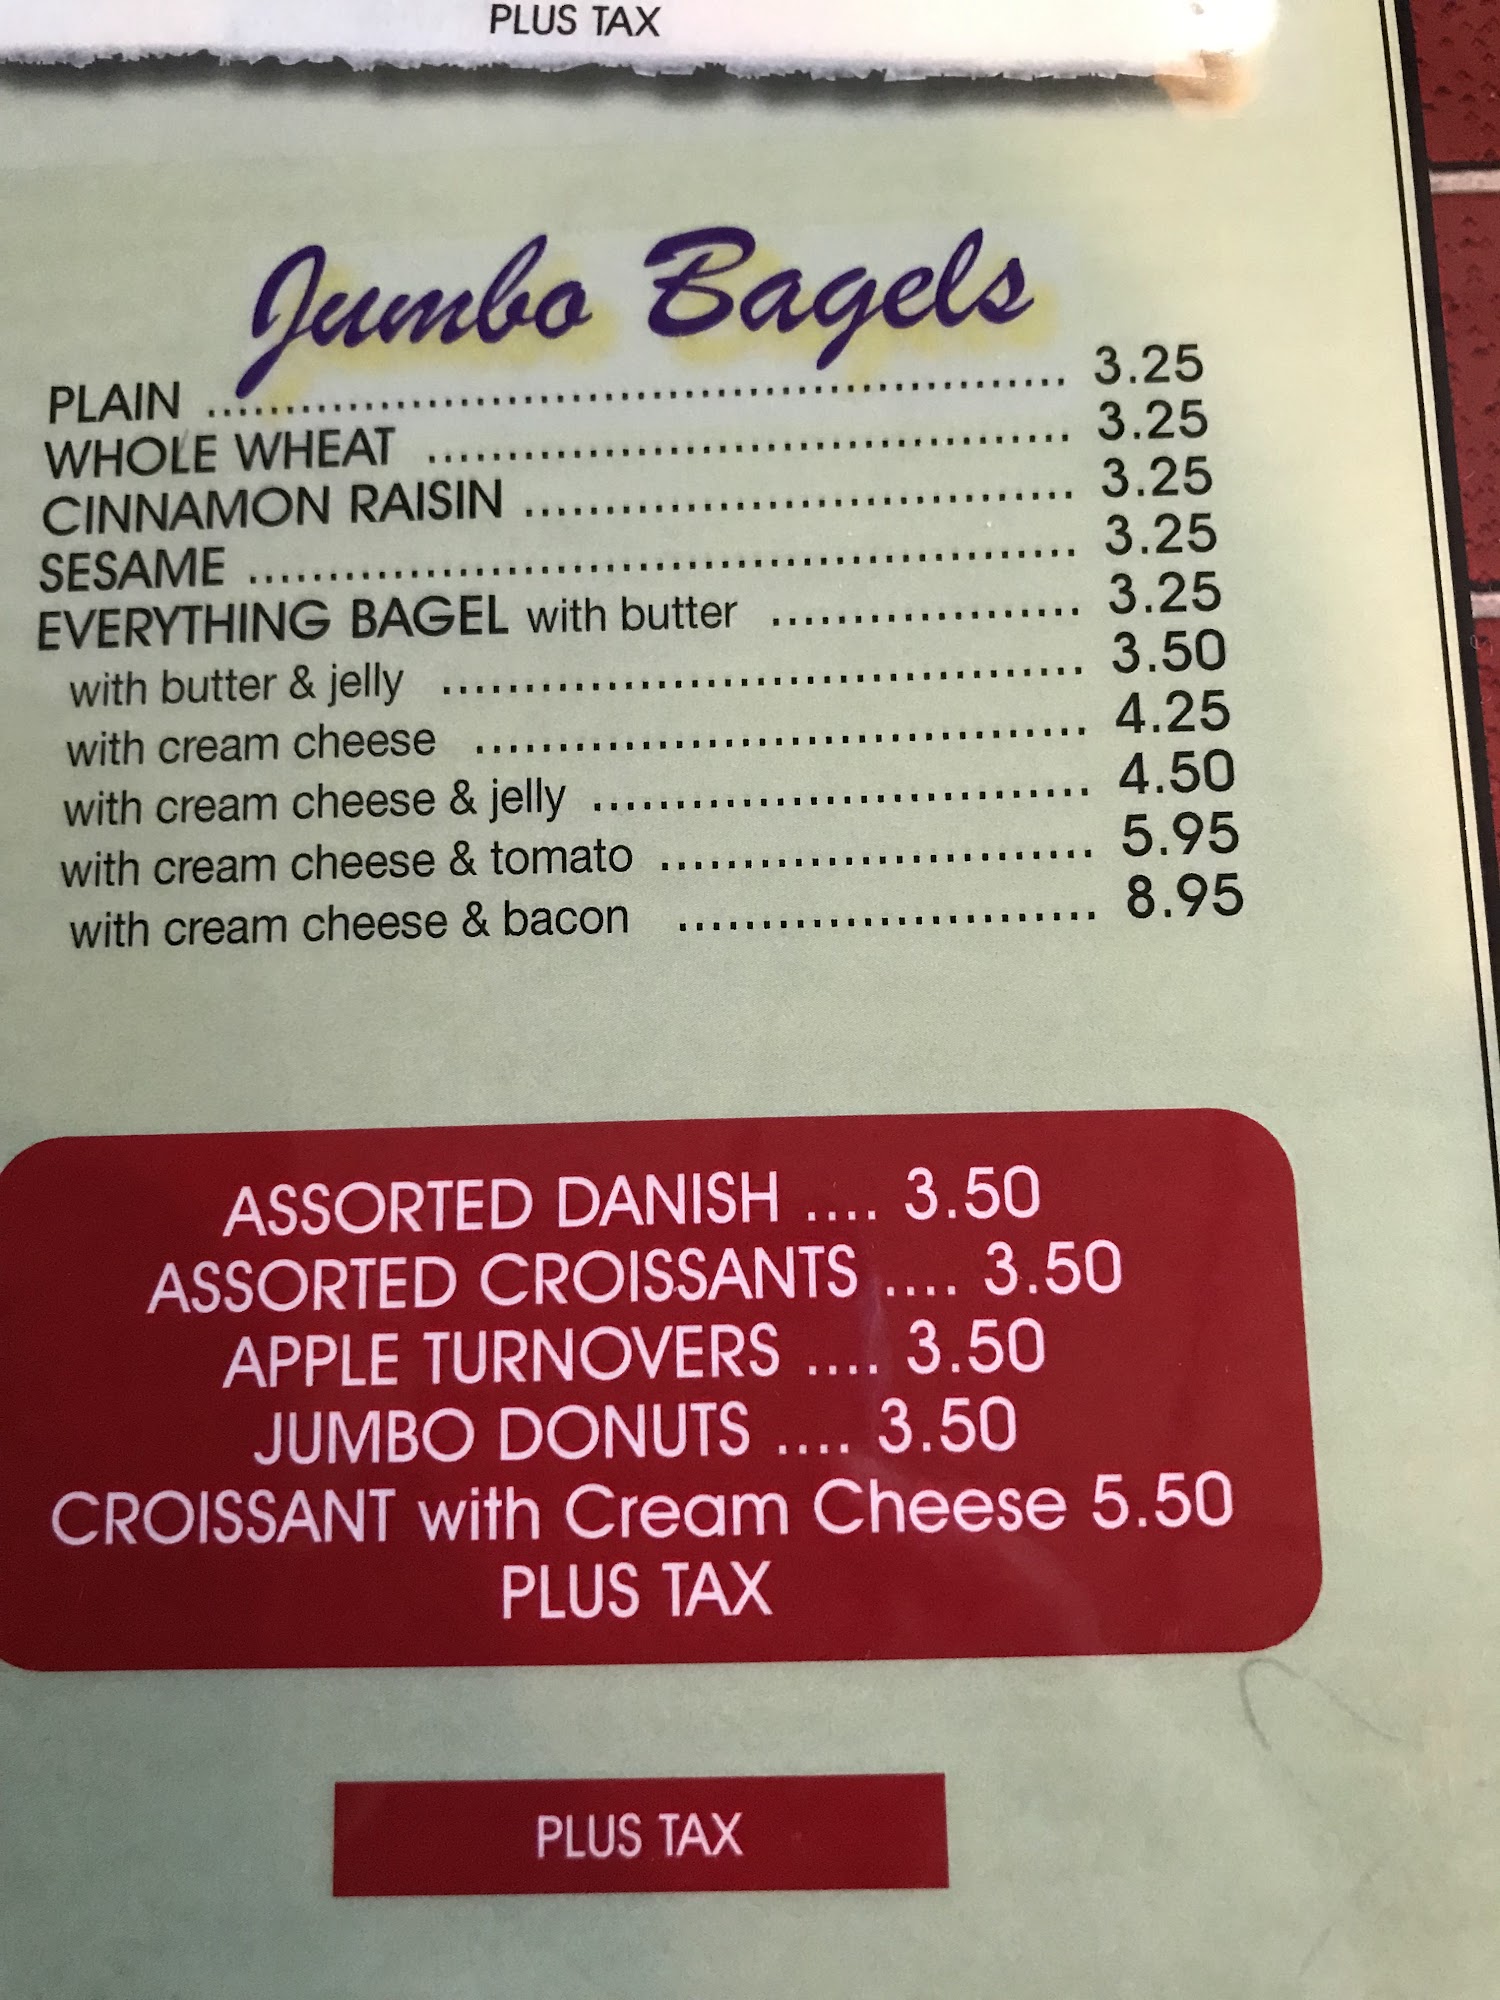 PLUS TAX
Jumbo Bagels
PLAIN .................................................. 3.25
WHOLE WHEAT ...................................... 3.25
CINNAMON RAISIN ................................. 3.25
SESAME ................................................ 3.25
EVERYTHING BAGEL with butter ................... 3.25
with butter & jelly ........................................ 3.50
with cream cheese ...................................... 4.25
with cream cheese & jelly .............................. 4.50
with cream cheese & tomato .......................... 5.95
with cream cheese & bacon ......................... 8.95
ASSORTED DANISH .... 3.50
ASSORTED CROISSANTS .... 3.50
APPLE TURNOVERS .... 3.50
JUMBO DONUTS .... 3.50
CROISSANT with Cream Cheese 5.50
PLUS TAX
PLUS TAX